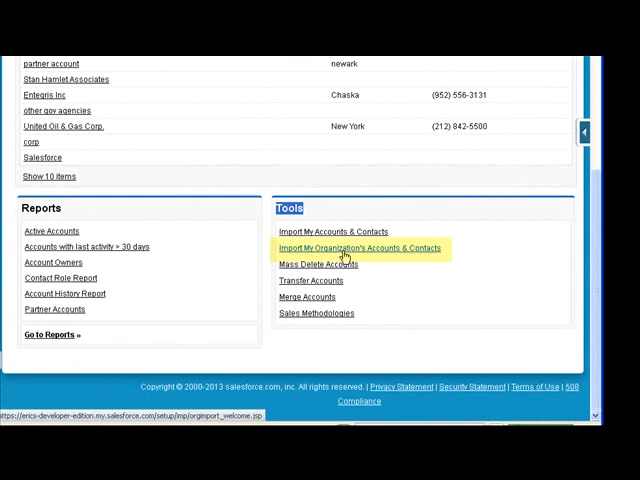 partner account newark
Stan Hamlet Associates
Entegris Inc Chaska (952) 556-3131
other gov agencies
United Oil & Gas Corp. New York (212) 842-5500
corp
Salesforce
Show 10 items
Reports
Active Accounts
Accounts with last activity > 30 days
Account Owners
Contact Role Report
Account History Report
Partner Accounts
Go to Reports »
Tools
Import My Accounts & Contacts
Import My Organization's Accounts & Contacts
Mass Delete Accounts
Transfer Accounts
Merge Accounts
Sales Methodologies
Copyright © 2000-2013 salesforce.com, inc. All rights reserved. | Privacy Statement | Security Statement | Terms of Use | 508
Compliance
https://erics-developer-edition.my.salesforce.com/setup/imp/orgimport_welcome.jsp